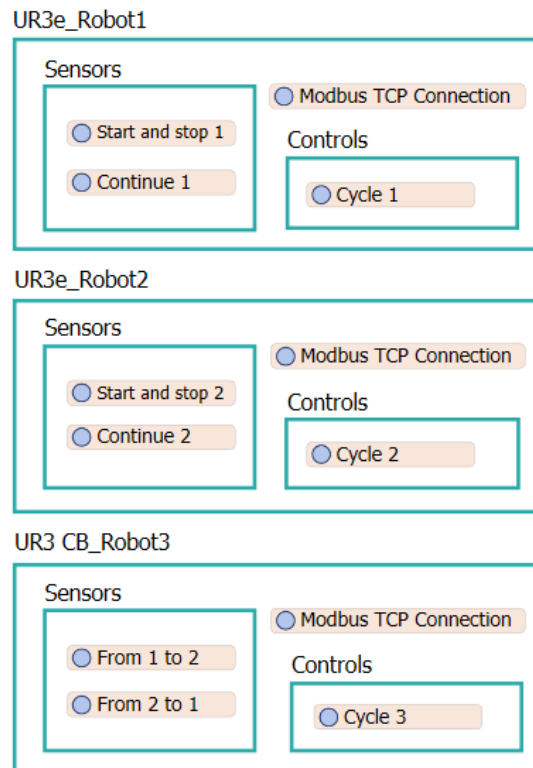 UR3e_Robot1
Sensors
Modbus TCP Connection
Start and stop 1
Controls
Continue 1
Cycle 1
UR3e_Robot2
Sensors
Modbus TCP Connection
Start and stop 2
Controls
Continue 2
Cycle 2
UR3 CB_Robot3
Sensors
Modbus TCP Connection
From 1 to 2
Controls
From 2 to 1
Cycle 3